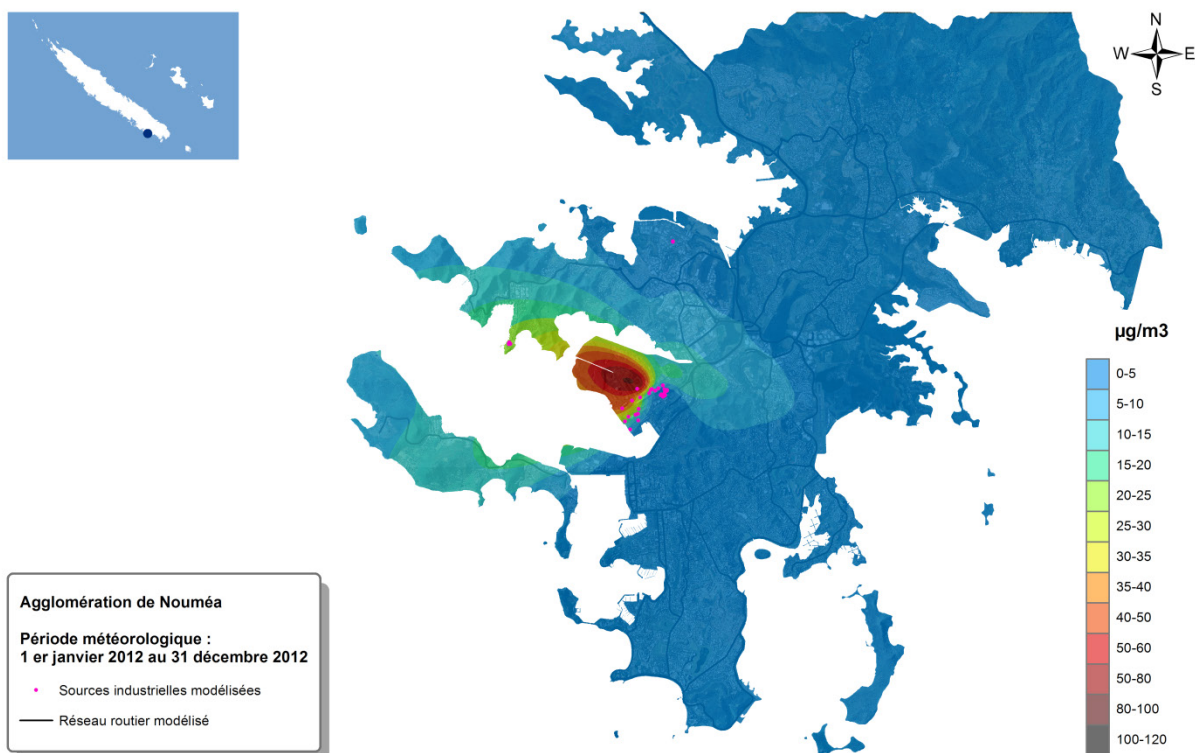 N
W
E
S
µg/m3
0-5
5-10
10-15
15-20
20-25
25-30
30-35
35-40
40-50
50-60
50-80
80-100
100-120
Agglomération de Nouméa
Période météorologique :
1 er janvier 2012 au 31 décembre 2012
Sources industrielles modélisées
Réseau routier modélisé